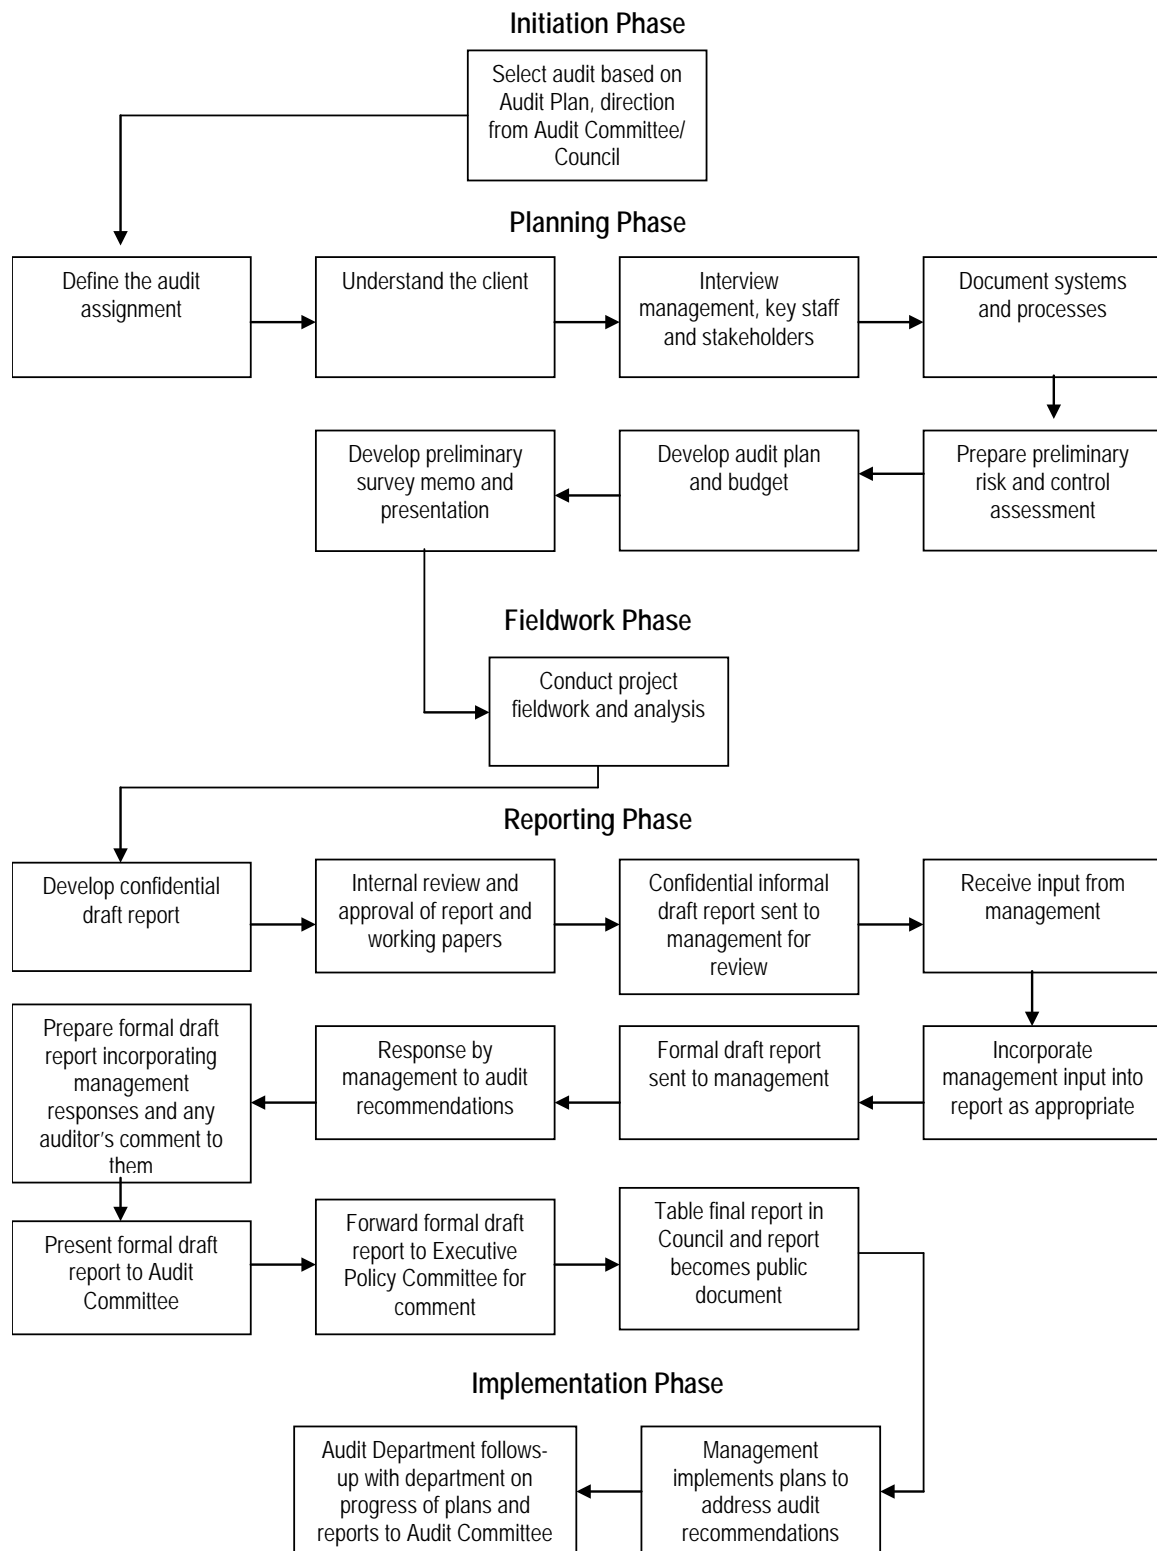 Initiation Phase
Select audit based on
Audit Plan, direction
from Audit Committee/
Council
Planning Phase
Define the audit
assignment
Understand the client
Interview
management, key staff
and stakeholders
Document systems
and processes
Prepare preliminary
risk and control
assessment
Develop audit plan
and budget
Develop preliminary
survey memo and
presentation
Fieldwork Phase
Conduct project
fieldwork and analysis
Reporting Phase
Develop confidential
draft report
Internal review and
approval of report and
working papers
Confidential informal
draft report sent to
management for
review
Receive input from
management
Incorporate
management input into
report as appropriate
Formal draft report
sent to management
Response by
management to audit
recommendations
Prepare formal draft
report incorporating
management
responses and any
auditor’s comment to
them
Present formal draft
report to Audit
Committee
Forward formal draft
report to Executive
Policy Committee for
comment
Table final report in
Council and report
becomes public
document
Implementation Phase
Management
implements plans to
address audit
recommendations
Audit Department follows-
up with department on
progress of plans and
reports to Audit Committee